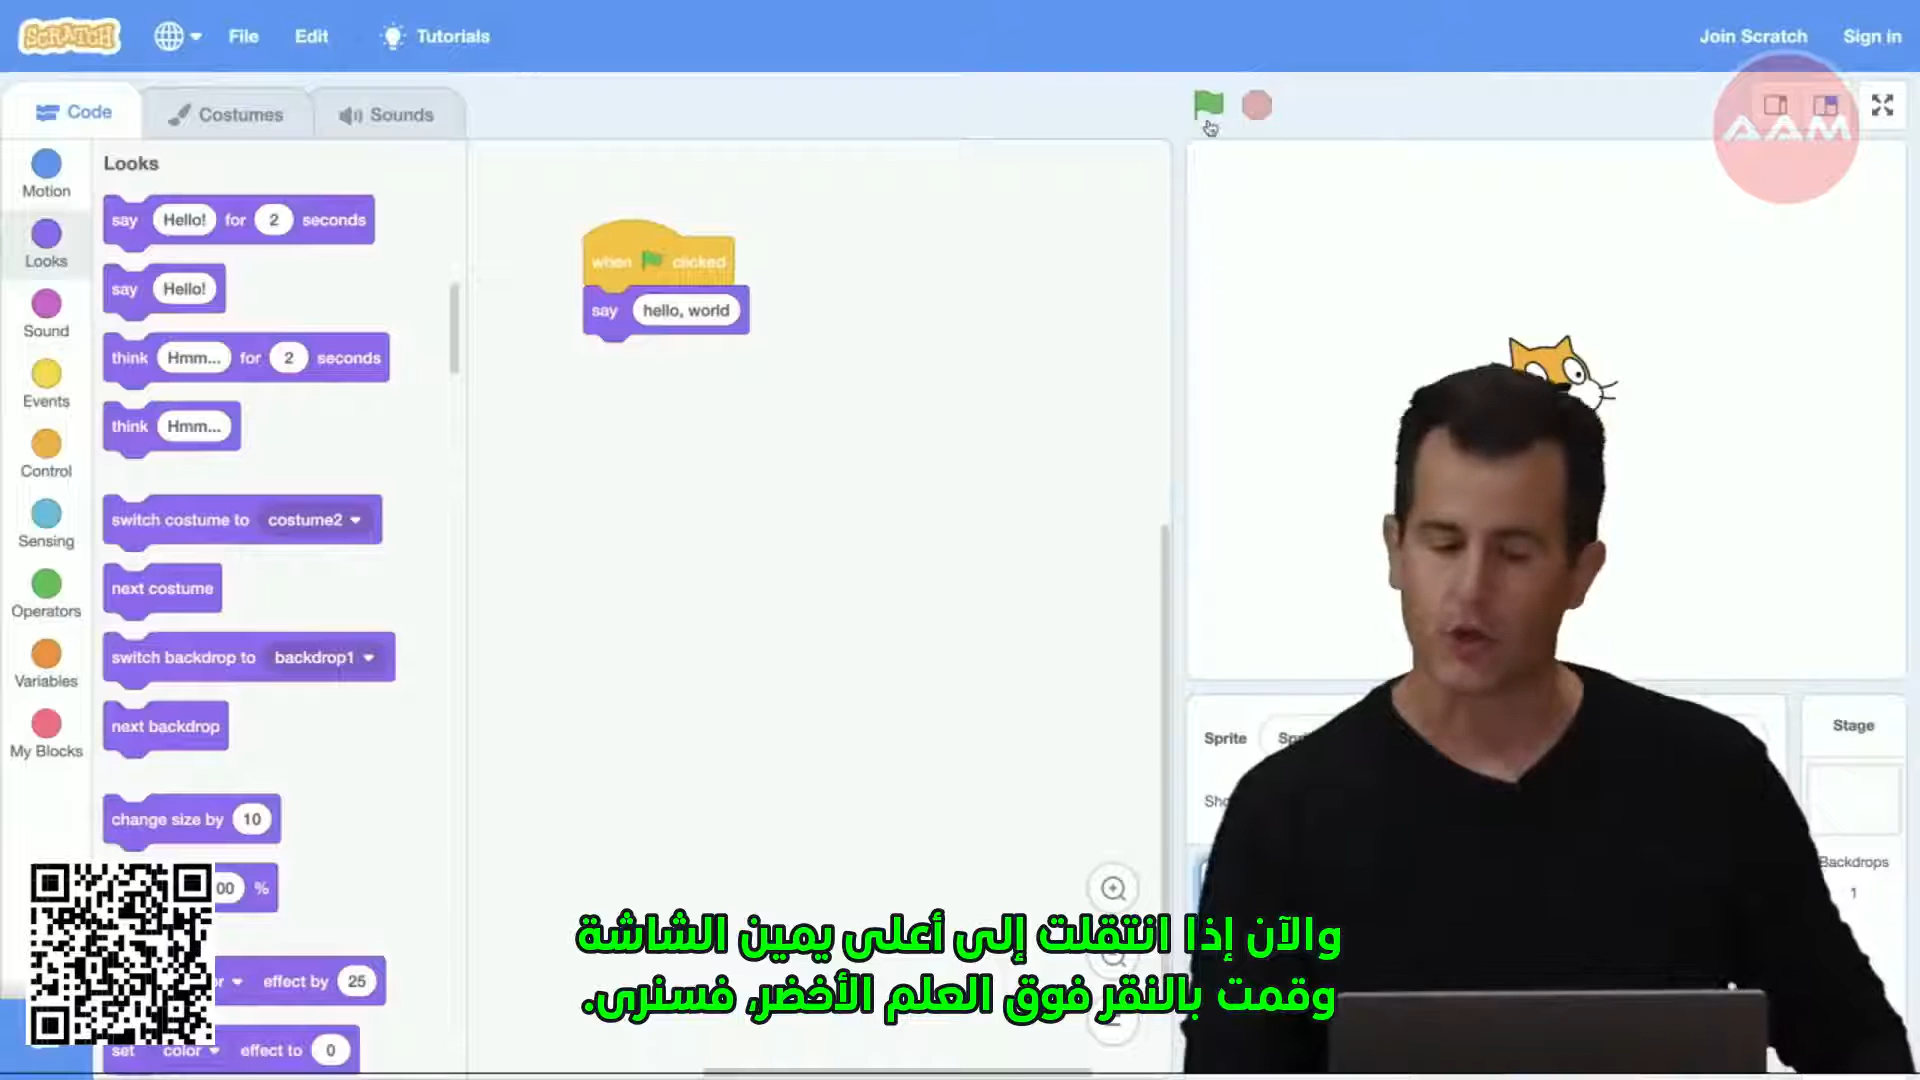 SCRATCH
File
Edit
Tutorials
Join Scratch
Sign in
Code
Costumes
Sounds
AAM
Motion
Looks
Sound
Events
Control
Sensing
Operators
Variables
My Blocks
Looks
say Hello! for 2 seconds
say Hello!
think Hmm... for 2 seconds
think Hmm...
switch costume to costume2
next costume
switch backdrop to backdrop1
next backdrop
change size by 10
00 %
effect by 25
set color effect to 0
when clicked
say hello, world
Sprite
Stage
Backdrops
1
والآن إذا انتقلت إلى أعلى يمين الشاشة
وقمت بالنقر فوق العلم الأخضر، فسنرى.